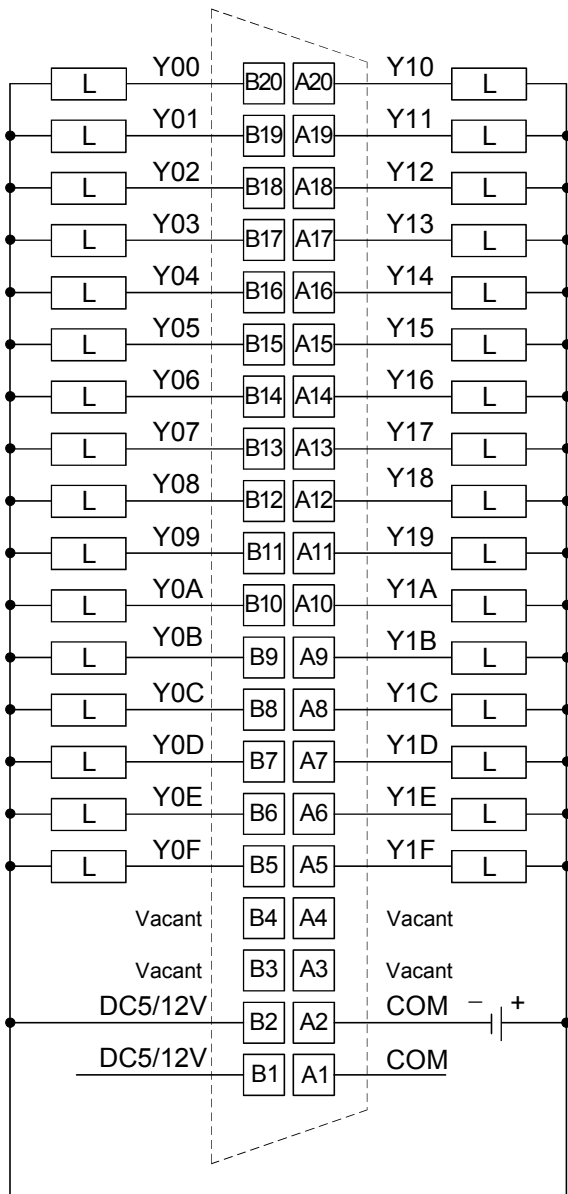 L Y00 B20 A20 Y10 L
L Y01 B19 A19 Y11 L
L Y02 B18 A18 Y12 L
L Y03 B17 A17 Y13 L
L Y04 B16 A16 Y14 L
L Y05 B15 A15 Y15 L
L Y06 B14 A14 Y16 L
L Y07 B13 A13 Y17 L
L Y08 B12 A12 Y18 L
L Y09 B11 A11 Y19 L
L Y0A B10 A10 Y1A L
L Y0B B9 A9 Y1B L
L Y0C B8 A8 Y1C L
L Y0D B7 A7 Y1D L
L Y0E B6 A6 Y1E L
L Y0F B5 A5 Y1F L
Vacant B4 A4 Vacant
Vacant B3 A3 Vacant
DC5/12V B2 A2 COM − +
DC5/12V B1 A1 COM